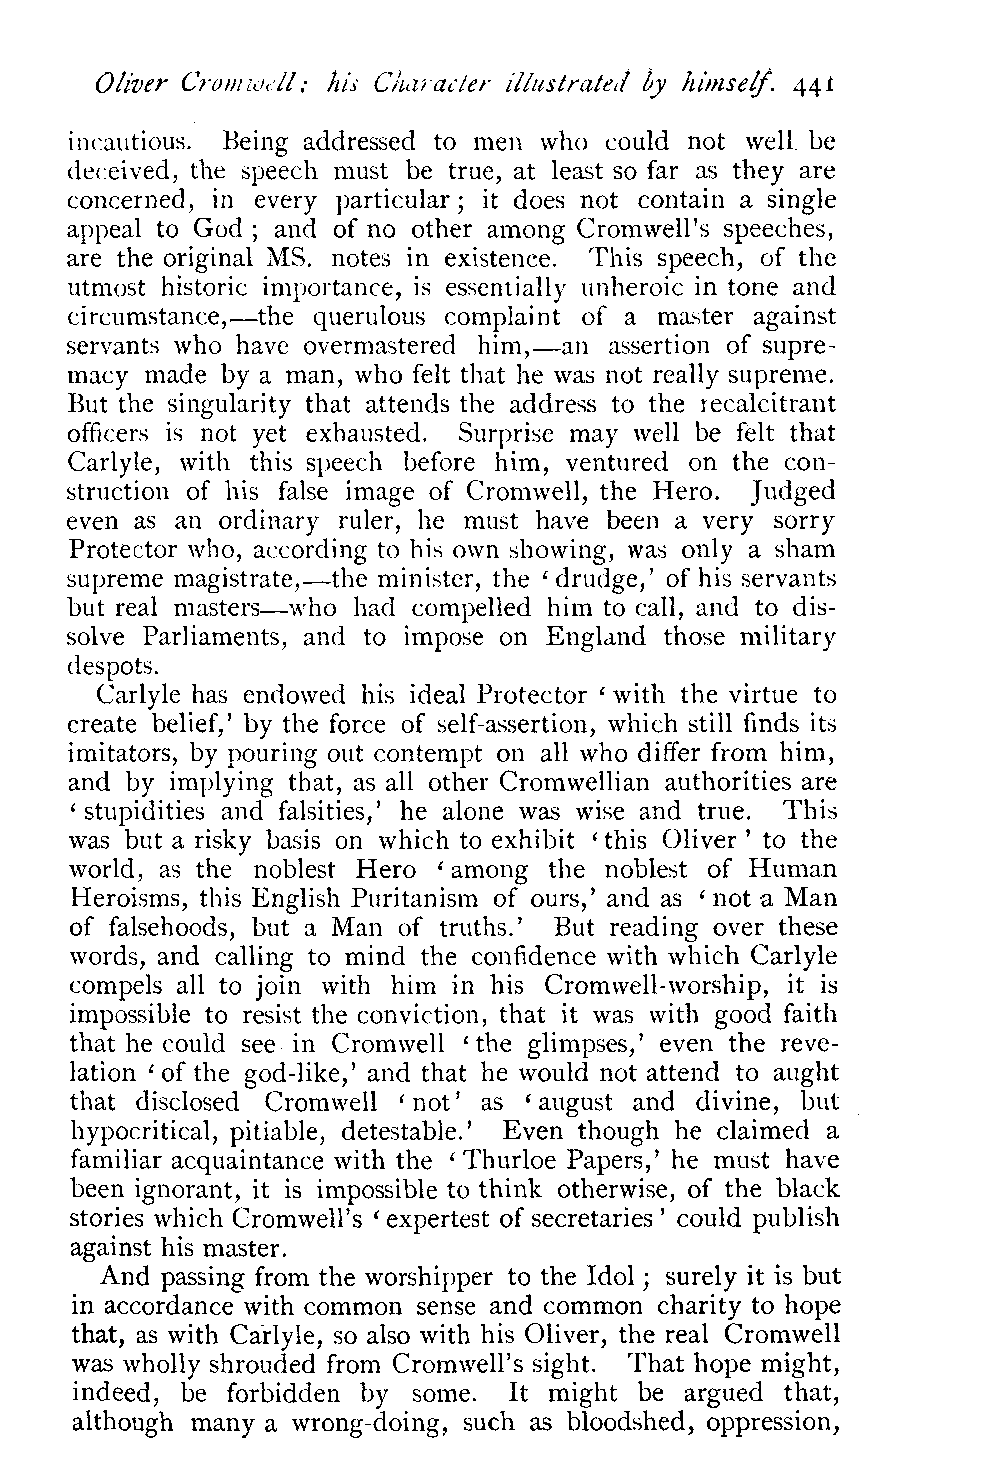 Oliver Cromwell: his Character illustrated by himself. 441
incautious. Being addressed to men who could not well be
deceived, the speech must be true, at least so far as they are
concerned, in every particular; it does not contain a single
appeal to God ; and of no other among Cromwell's speeches,
are the original MS. notes in existence. This speech, of the
utmost historic importance, is essentially unheroic in tone and
circumstance,—the querulous complaint of a master against
servants who have overmastered him,—an assertion of supre-
macy made by a man, who felt that he was not really supreme.
But the singularity that attends the address to the recalcitrant
officers is not yet exhausted. Surprise may well be felt that
Carlyle, with this speech before him, ventured on the con-
struction of his false image of Cromwell, the Hero. Judged
even as an ordinary ruler, he must have been a very sorry
Protector who, according to his own showing, was only a sham
supreme magistrate,—the minister, the ‘ drudge,’ of his servants
but real masters—who had compelled him to call, and to dis-
solve Parliaments, and to impose on England those military
despots.
Carlyle has endowed his ideal Protector ‘ with the virtue to
create belief,’ by the force of self-assertion, which still finds its
imitators, by pouring out contempt on all who differ from him,
and by implying that, as all other Cromwellian authorities are
‘ stupidities and falsities,’ he alone was wise and true. This
was but a risky basis on which to exhibit ‘ this Oliver ’ to the
world, as the noblest Hero ‘ among the noblest of Human
Heroisms, this English Puritanism of ours,’ and as ‘ not a Man
of falsehoods, but a Man of truths.’ But reading over these
words, and calling to mind the confidence with which Carlyle
compels all to join with him in his Cromwell-worship, it is
impossible to resist the conviction, that it was with good faith
that he could see in Cromwell ‘ the glimpses,’ even the reve-
lation ‘ of the god-like,’ and that he would not attend to aught
that disclosed Cromwell ‘ not ’ as ‘ august and divine, but
hypocritical, pitiable, detestable.’ Even though he claimed a
familiar acquaintance with the ‘ Thurloe Papers,’ he must have
been ignorant, it is impossible to think otherwise, of the black
stories which Cromwell's ‘ expertest of secretaries ’ could publish
against his master.
And passing from the worshipper to the Idol ; surely it is but
in accordance with common sense and common charity to hope
that, as with Carlyle, so also with his Oliver, the real Cromwell
was wholly shrouded from Cromwell's sight. That hope might,
indeed, be forbidden by some. It might be argued that,
although many a wrong-doing, such as bloodshed, oppression,